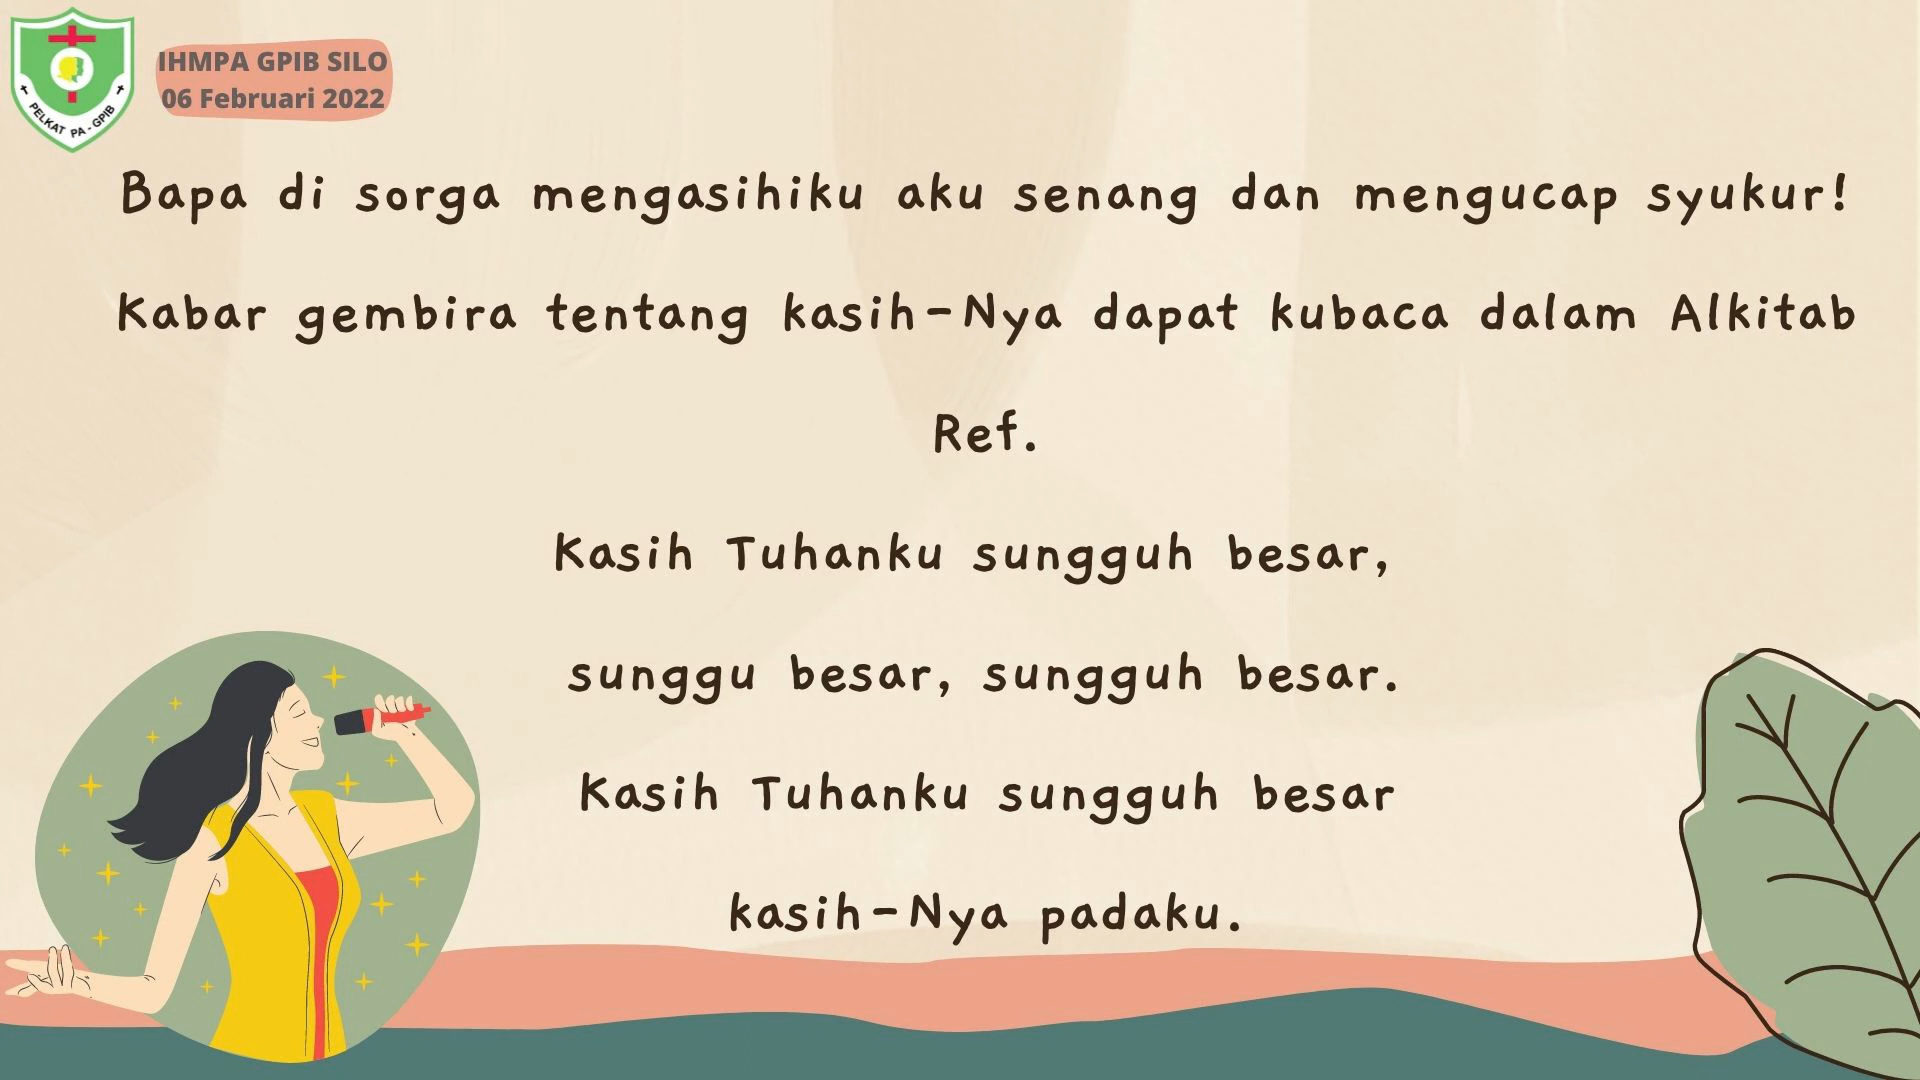 PELKAT PA - GPIB
IHMPA GPIB SILO
06 Februari 2022
Bapa di sorga mengasihiku aku senang dan mengucap syukur!
Kabar gembira tentang kasih-Nya dapat kubaca dalam Alkitab
Ref.
Kasih Tuhanku sungguh besar,
sunggu besar, sungguh besar.
Kasih Tuhanku sungguh besar
kasih-Nya padaku.